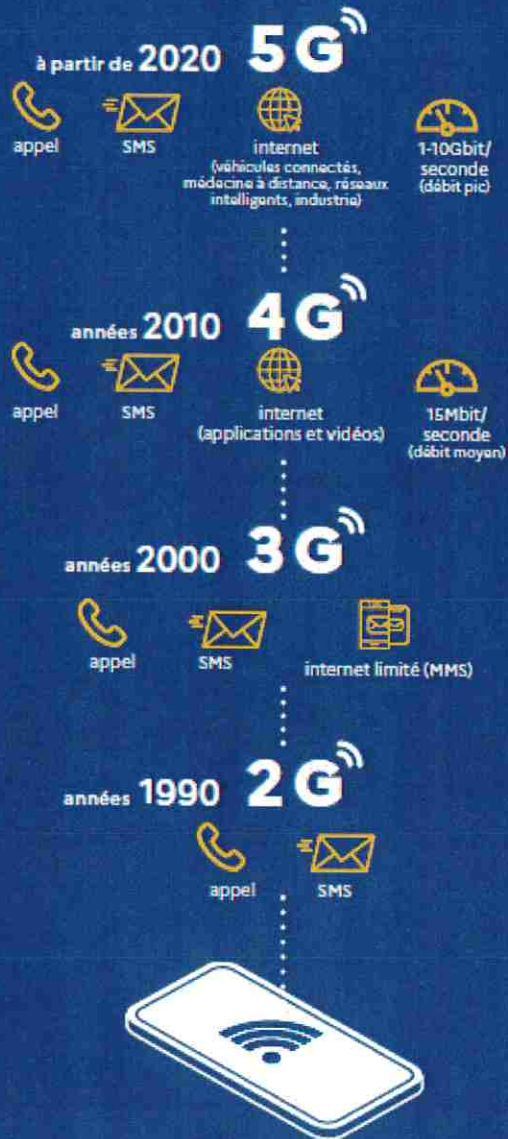 à partir de 2020 5G
appel
SMS
internet
(véhicules connectés,
médecine à distance, réseaux
intelligents, industrie)
1-10Gbit/
seconde
(débit pic)
années 2010 4G
appel
SMS
internet
(applications et vidéos)
15Mbit/
seconde
(débit moyen)
années 2000 3G
appel
SMS
internet limité (MMS)
années 1990 2G
appel
SMS